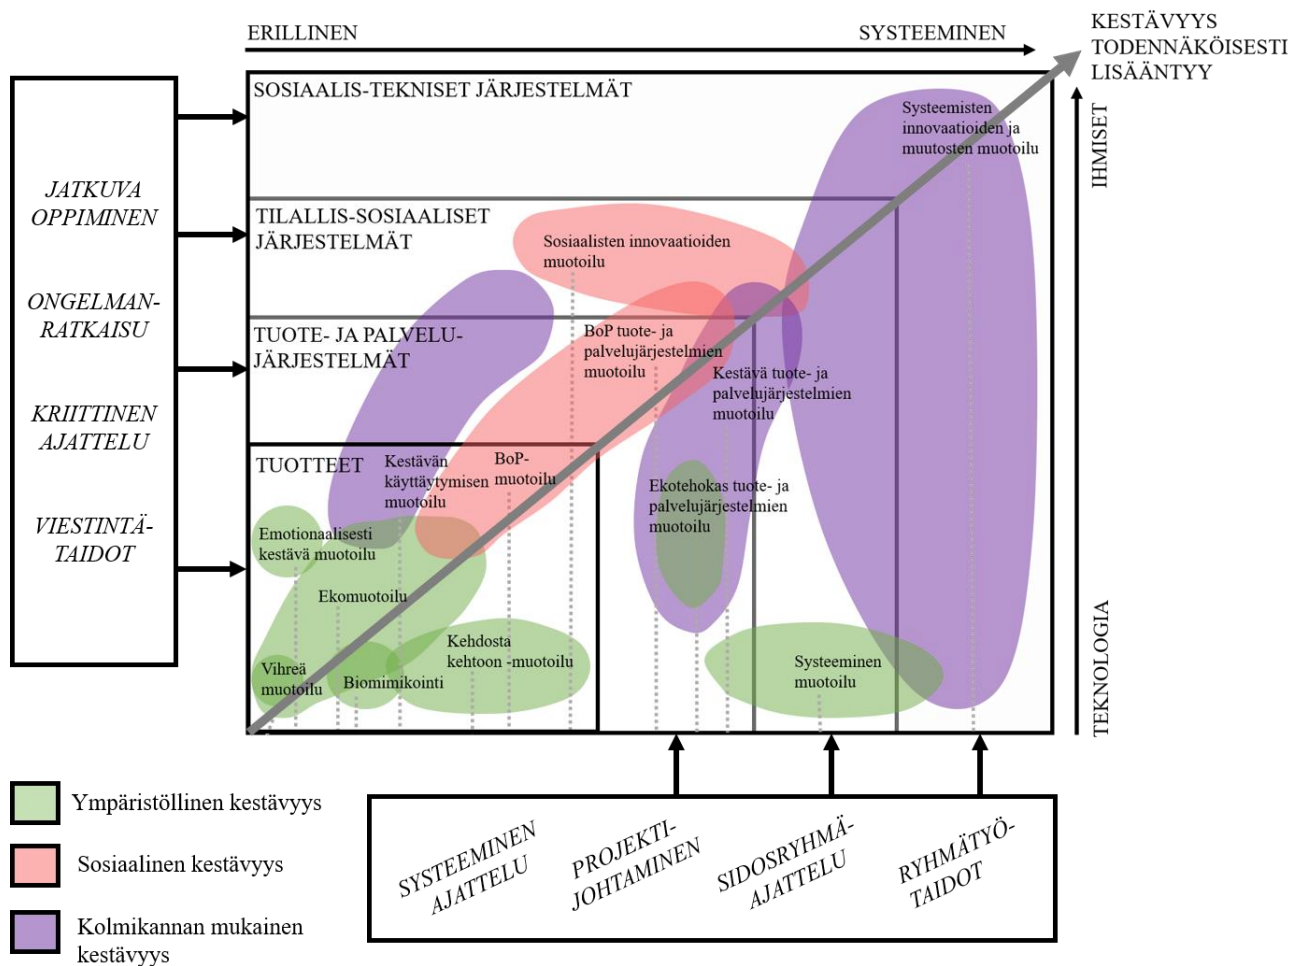 ERILLINEN
SYSTEEMINEN
KESTÄVYYS
TODENNÄKÖISESTI
LISÄÄNTYY
SOSIAALIS-TEKNISET JÄRJESTELMÄT
Systeemisten
innovaatioiden ja
muutosten muotoilu
IHMISET
JATKUVA
OPPIMINEN
ONGELMAN-
RATKAISU
KRIITTINEN
AJATTELU
VIESTINTÄ-
TAIDOT
TILALLIS-SOSIAALISET
JÄRJESTELMÄT
Sosiaalisten innovaatioiden
muotoilu
TUOTE- JA PALVELU-
JÄRJESTELMÄT
BoP tuote- ja
palvelujärjestelmien
muotoilu
Kestävä tuote- ja
palvelujärjestelmien
muotoilu
TUOTTEET
Kestävän
käyttäytymisen
muotoilu
BoP-
muotoilu
Ekotehokas tuote- ja
palvelujärjestelmien
muotoilu
Emotionaalisesti
kestävä muotoilu
Ekomuotoilu
Vihreä
muotoilu
Biomimikointi
Kehdosta
kehtoon -muotoilu
Systeeminen
muotoilu
TEKNOLOGIA
Ympäristöllinen kestävyys
Sosiaalinen kestävyys
Kolmikannan mukainen
kestävyys
SYSTEEMINEN
AJATTELU
PROJEKTI-
JOHTAMINEN
SIDOSRYHMÄ-
AJATTELU
RYHMÄTYÖ-
TAIDOT